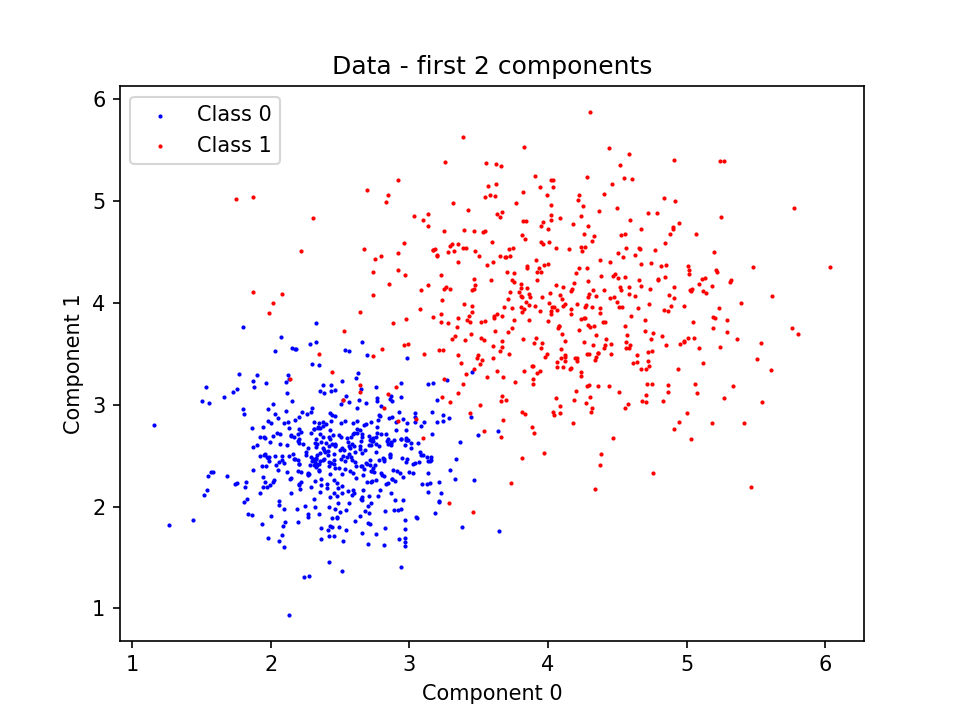 Data - first 2 components
Class 0
Class 1
6
5
4
3
2
1
Component 1
1 2 3 4 5 6
Component 0